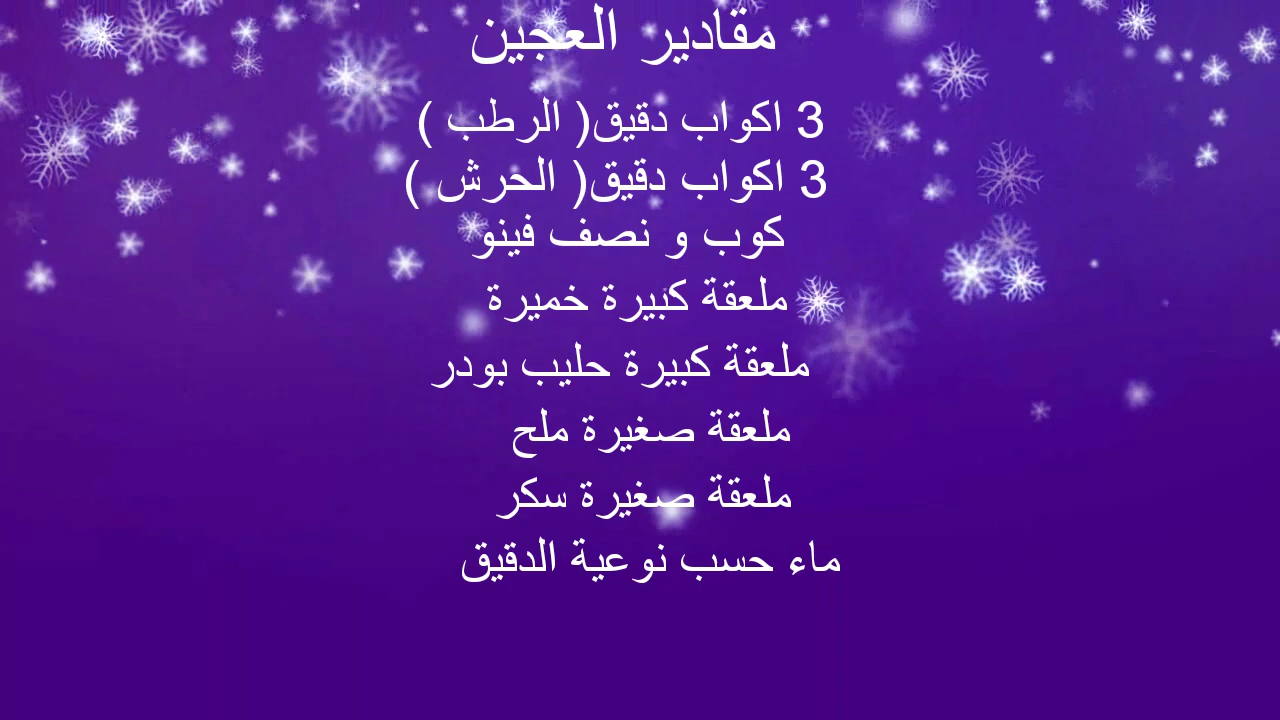 مقادير العجين
3 اكواب دقيق( الرطب )
3 اكواب دقيق( الحرش )
كوب و نصف فينو
ملعقة كبيرة خميرة
ملعقة كبيرة حليب بودر
ملعقة صغيرة ملح
ملعقة صغيرة سكر
ماء حسب نوعية الدقيق